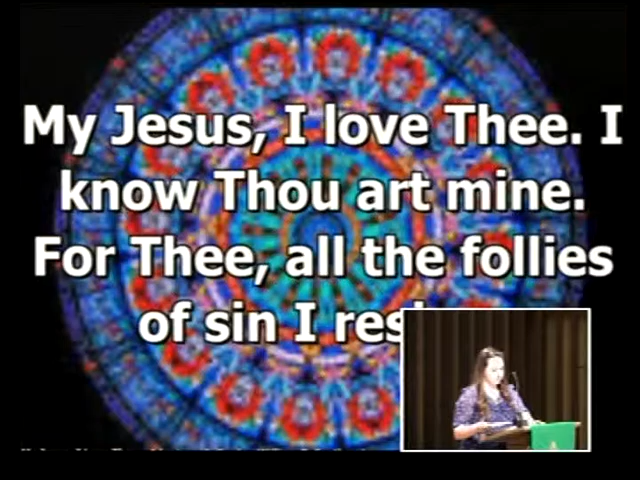 My Jesus, I love Thee. I
know Thou art mine.
For Thee, all the follies
of sin I